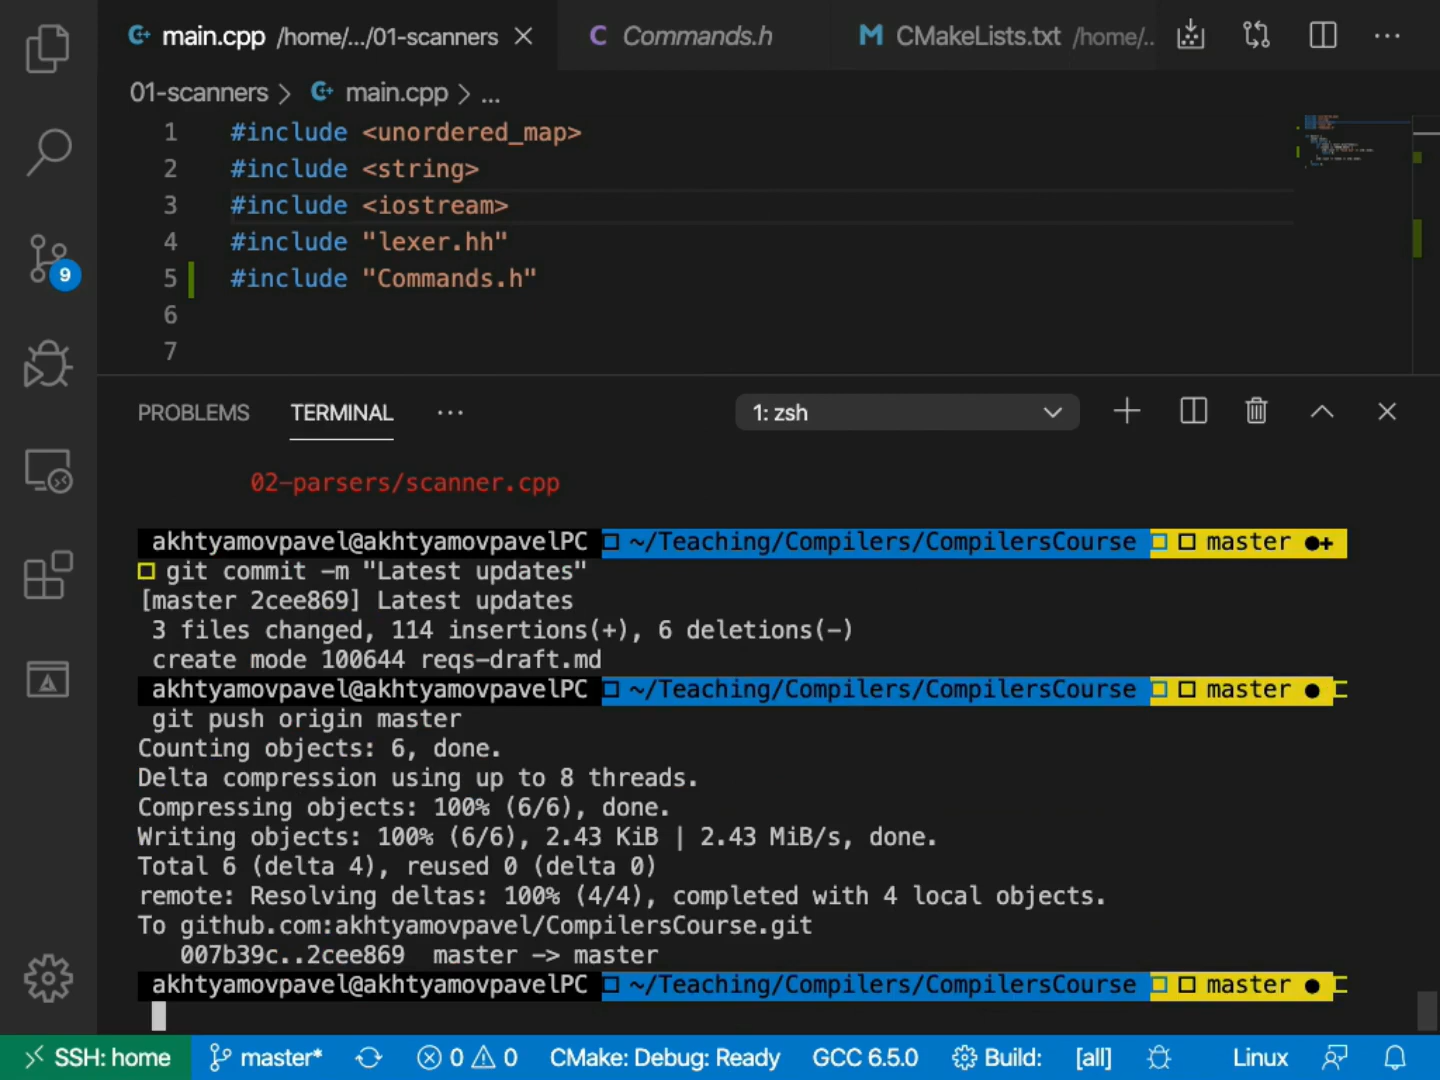 main.cpp /home/.../01-scanners
Commands.h
CMakeLists.txt /home/..
01-scanners > main.cpp > ...
1 #include <unordered_map>
2 #include <string>
3 #include <iostream>
4 #include "lexer.hh"
5 #include "Commands.h"
6
7
9
PROBLEMS TERMINAL ... 1: zsh
02-parsers/scanner.cpp
akhtyamovpavel@akhtyamovpavelPC ~/Teaching/Compilers/CompilersCourse master ●+
git commit -m "Latest updates"
[master 2cee869] Latest updates
3 files changed, 114 insertions(+), 6 deletions(-)
create mode 100644 reqs-draft.md
akhtyamovpavel@akhtyamovpavelPC ~/Teaching/Compilers/CompilersCourse master ●
git push origin master
Counting objects: 6, done.
Delta compression using up to 8 threads.
Compressing objects: 100% (6/6), done.
Writing objects: 100% (6/6), 2.43 KiB | 2.43 MiB/s, done.
Total 6 (delta 4), reused 0 (delta 0)
remote: Resolving deltas: 100% (4/4), completed with 4 local objects.
To github.com:akhtyamovpavel/CompilersCourse.git
007b39c..2cee869 master -> master
akhtyamovpavel@akhtyamovpavelPC ~/Teaching/Compilers/CompilersCourse master ●
SSH: home master* 0 0 CMake: Debug: Ready GCC 6.5.0 Build: [all] Linux